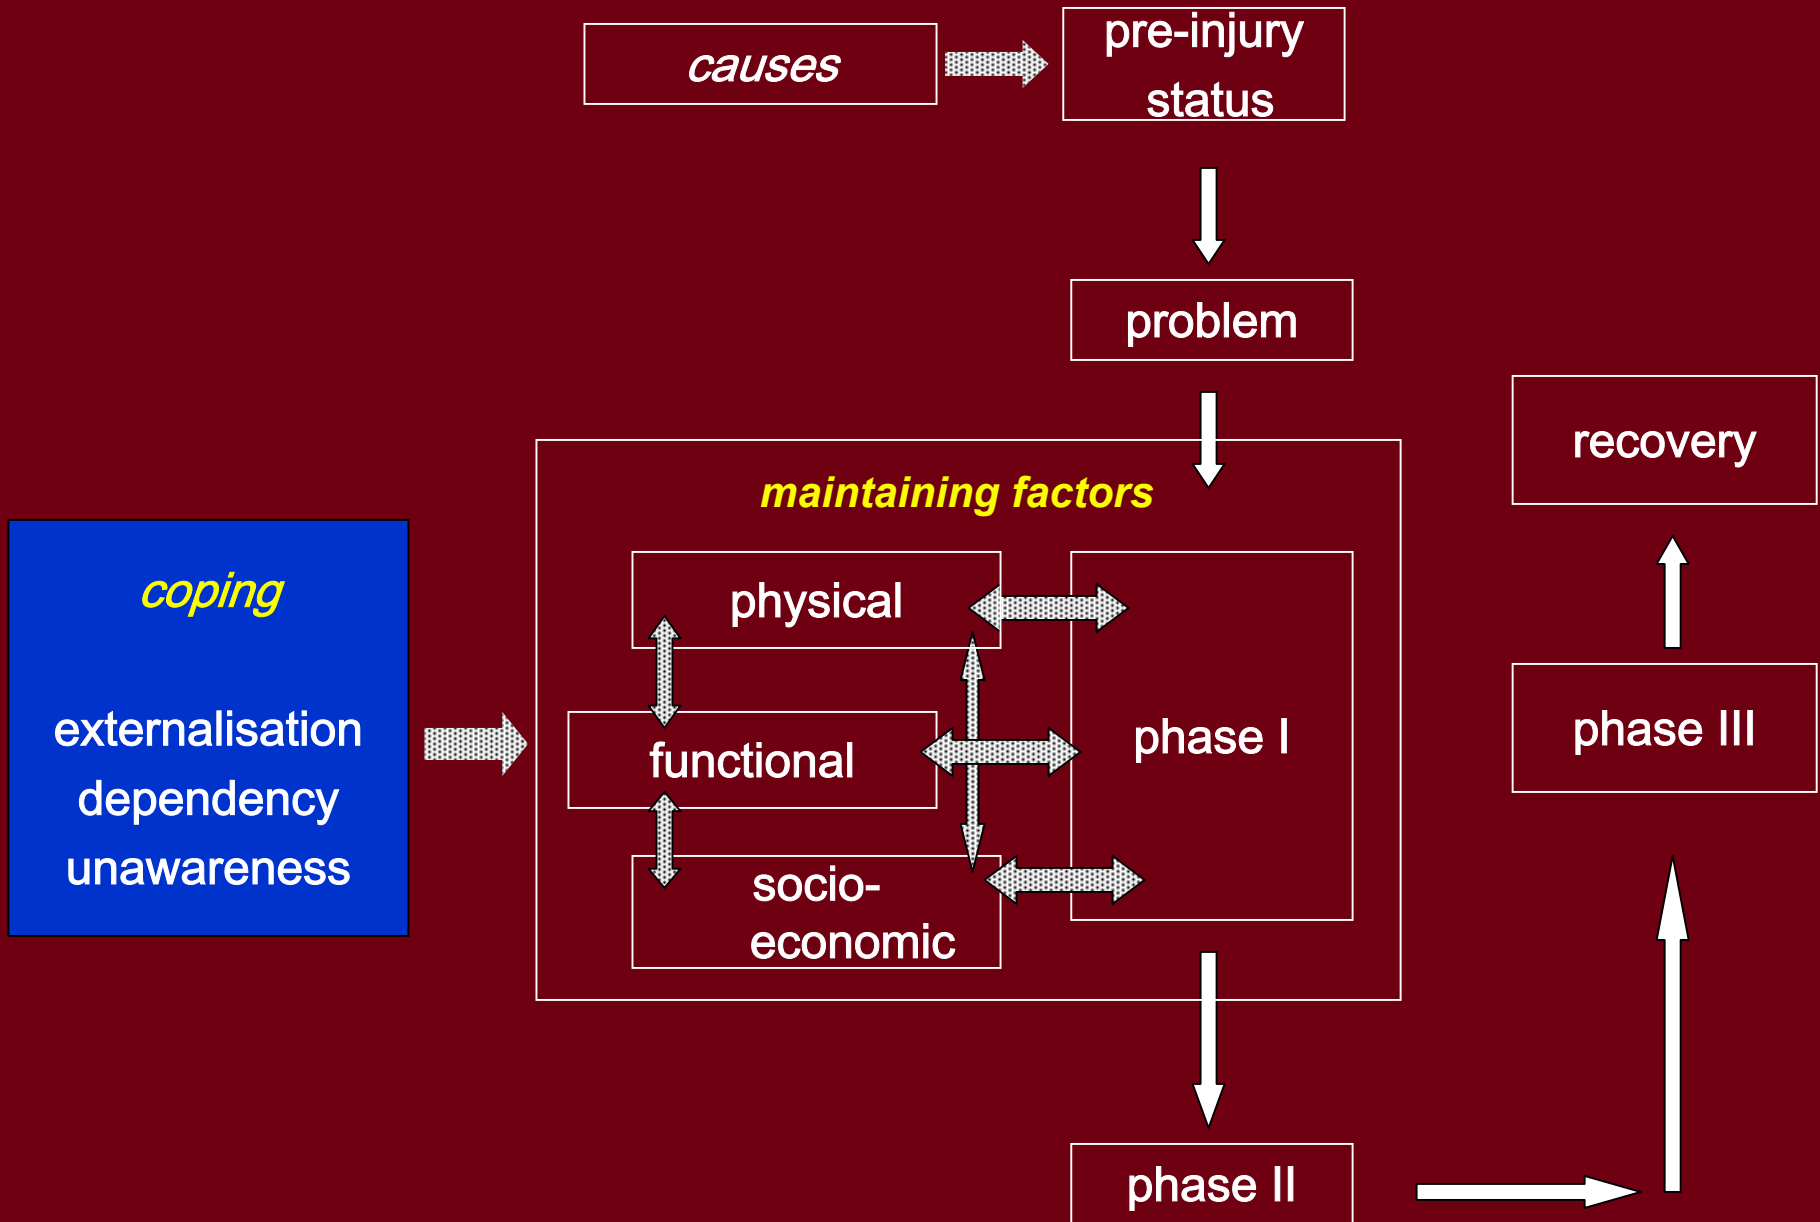 causes
pre-injury
status
problem
recovery
maintaining factors
coping
externalisation
dependency
unawareness
physical
functional
socio-
economic
phase I
phase III
phase II